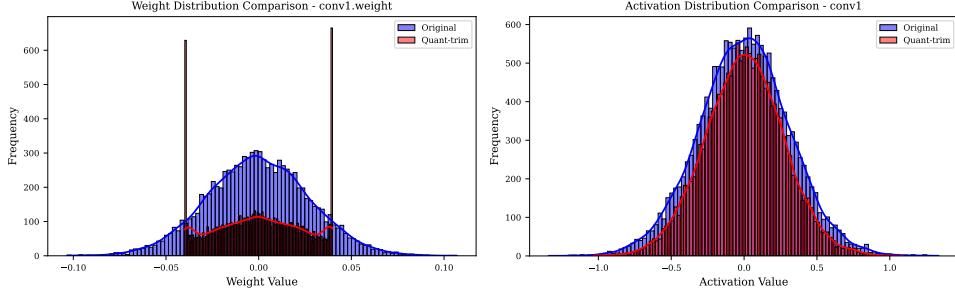 Weight Distribution Comparison - conv1.weight
Original
Quant-trim
Frequency
600
500
400
300
200
100
0
−0.10
−0.05
0.00
0.05
0.10
Weight Value
Activation Distribution Comparison - conv1
Original
Quant-trim
Frequency
600
500
400
300
200
100
0
−1.0
−0.5
0.0
0.5
1.0
Activation Value